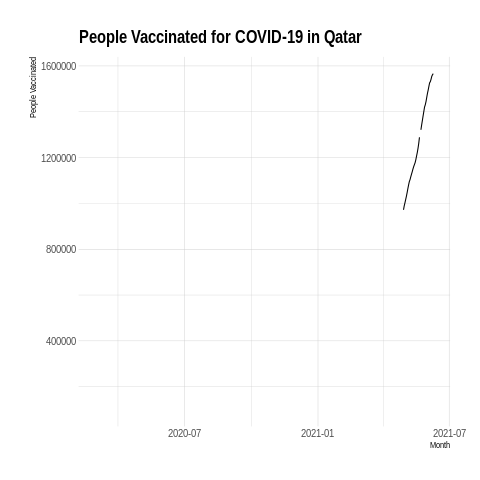 People Vaccinated for COVID-19 in Qatar
People Vaccinated
1600000
1200000
800000
400000
2020-07
2021-01
2021-07
Month